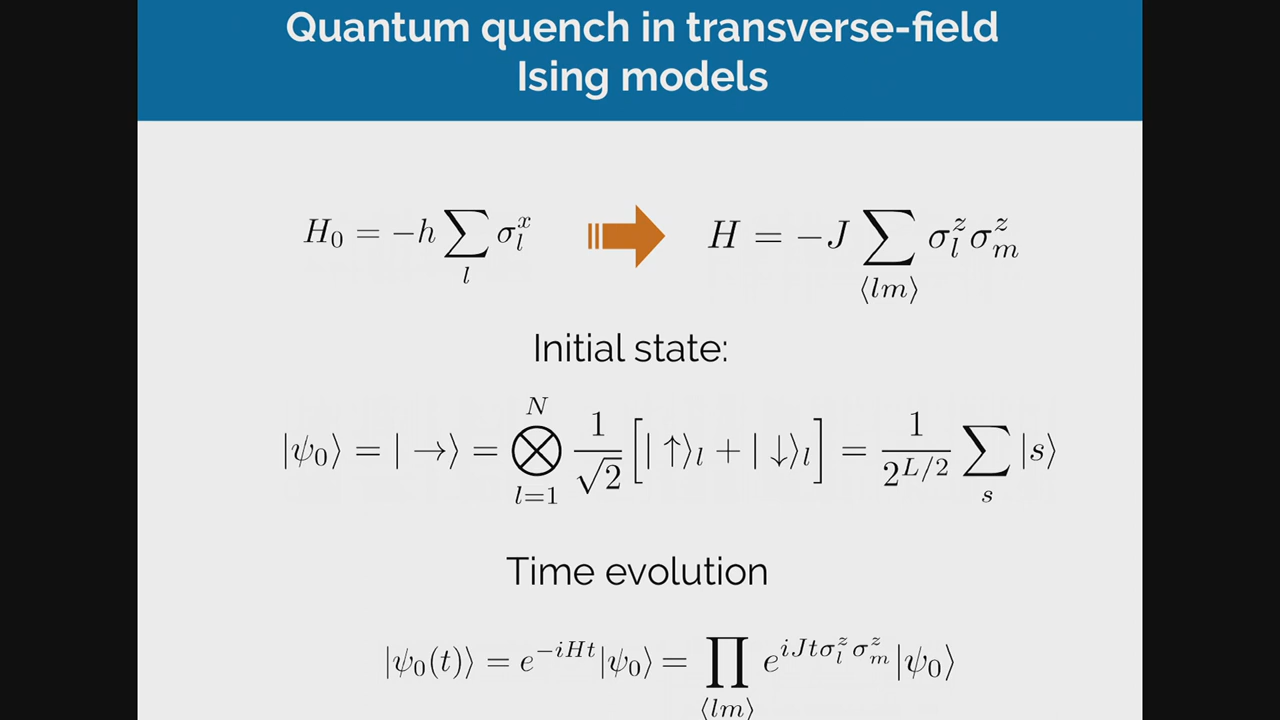 Quantum quench in transverse-field
Ising models
$H_0 = -h \sum_{l} \sigma_l^x$ $H = -J \sum_{\langle lm \rangle} \sigma_l^z \sigma_m^z$
Initial state:
$|\psi_0\rangle = |\rightarrow\rangle = \bigotimes_{l=1}^{N} \frac{1}{\sqrt{2}} \left[ |\uparrow\rangle_l + |\downarrow\rangle_l \right] = \frac{1}{2^{L/2}} \sum_{s} |s\rangle$
Time evolution
$|\psi_0(t)\rangle = e^{-iHt} |\psi_0\rangle = \prod_{\langle lm \rangle} e^{iJt\sigma_l^z \sigma_m^z} |\psi_0\rangle$